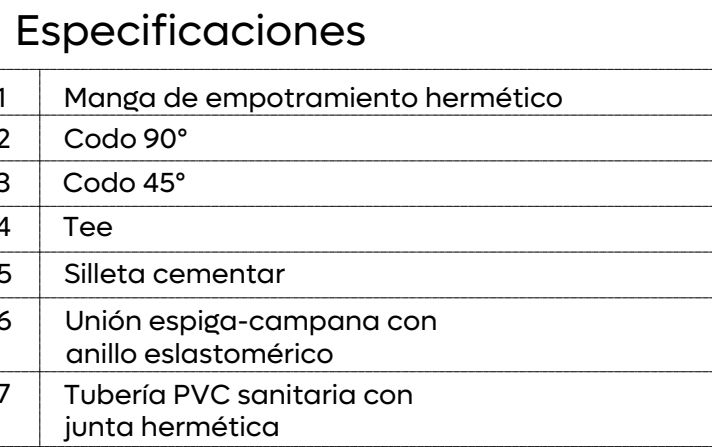 Especificaciones
1 Manga de empotramiento hermético
2 Codo 90°
3 Codo 45°
4 Tee
5 Silleta cementar
6 Unión espiga-campana con
anillo eslastomérico
7 Tubería PVC sanitaria con
junta hermética